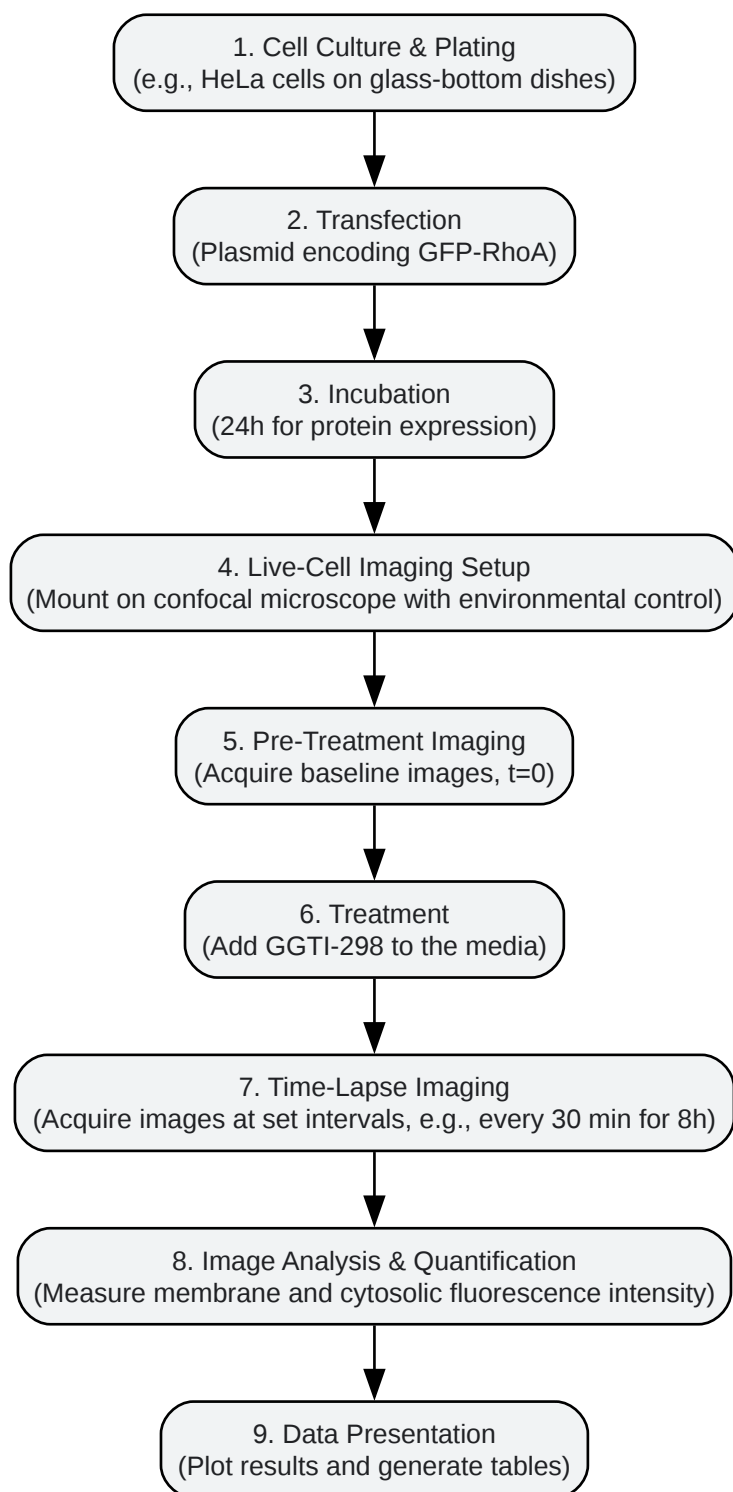 1. Cell Culture & Plating
(e.g., HeLa cells on glass-bottom dishes)
2. Transfection
(Plasmid encoding GFP-RhoA)
3. Incubation
(24h for protein expression)
4. Live-Cell Imaging Setup
(Mount on confocal microscope with environmental control)
5. Pre-Treatment Imaging
(Acquire baseline images, t=0)
6. Treatment
(Add GGTI-298 to the media)
7. Time-Lapse Imaging
(Acquire images at set intervals, e.g., every 30 min for 8h)
8. Image Analysis & Quantification
(Measure membrane and cytosolic fluorescence intensity)
9. Data Presentation
(Plot results and generate tables)